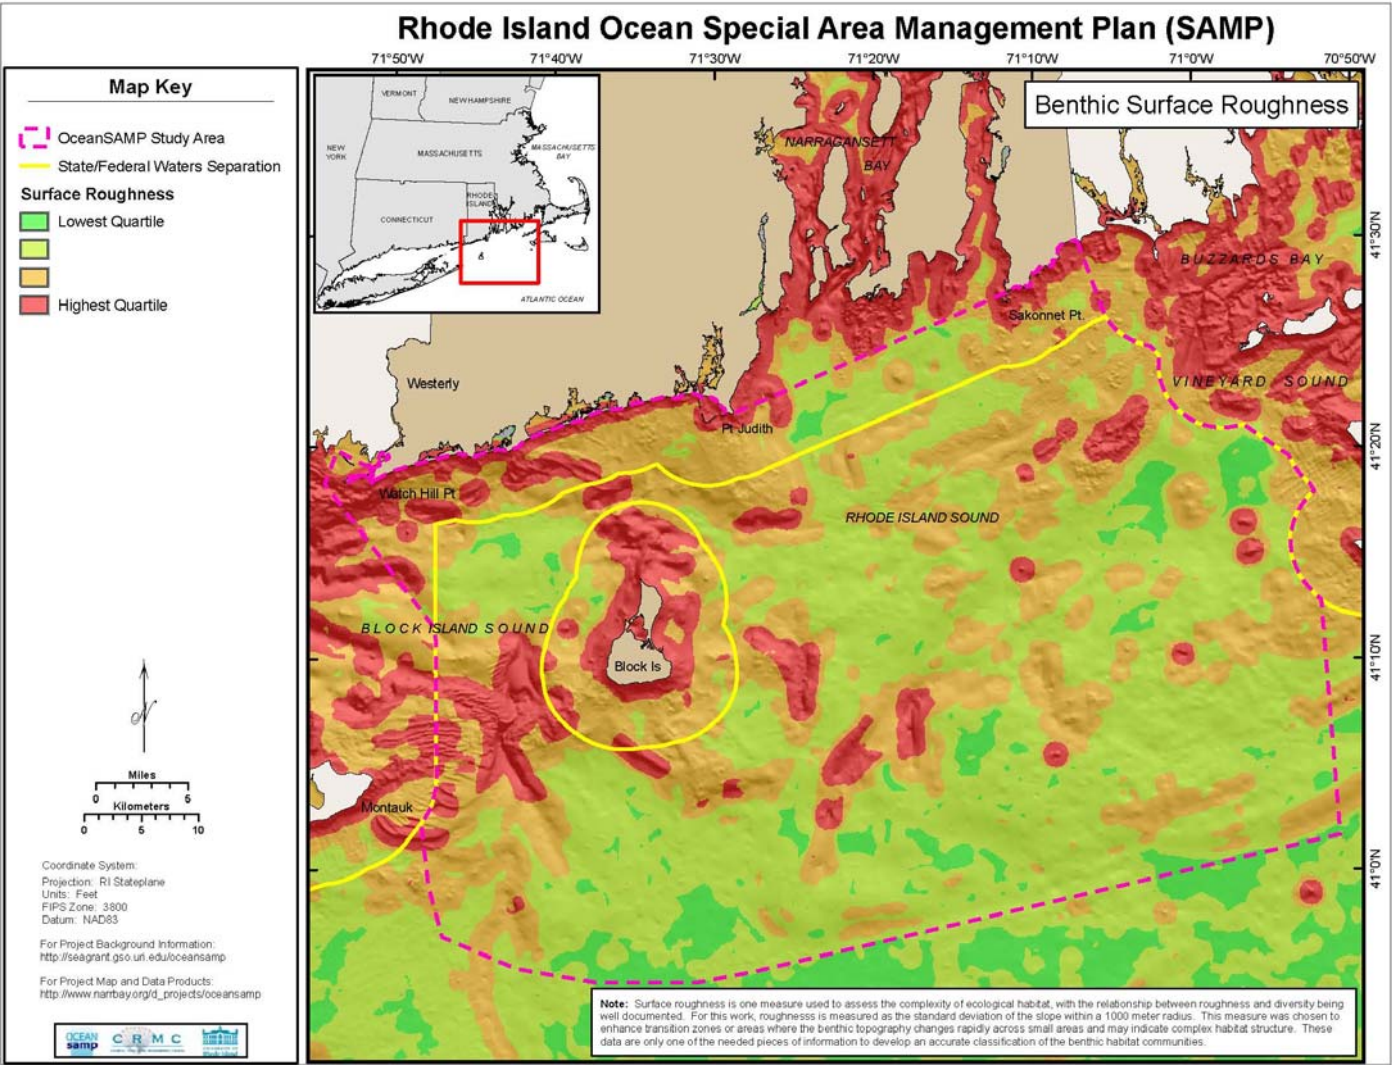 Rhode Island Ocean Special Area Management Plan (SAMP)
71°50'W 71°40'W 71°30'W 71°20'W 71°10'W 71°0'W 70°50'W
Map Key
OceanSAMP Study Area
State/Federal Waters Separation
Surface Roughness
Lowest Quartile
Highest Quartile
Miles
0 5
Kilometers
0 5 10
Coordinate System:
Projection: RI Stateplane
Units: Feet
FIPS Zone: 3800
Datum: NAD83
For Project Background Information:
http://seagrant.gso.uri.edu/oceansamp
For Project Map and Data Products:
http://www.narrbay.org/d_projects/oceansamp
OCEAN
samp
CRMC
VERMONT
NEW HAMPSHIRE
NEW
YORK
MASSACHUSETTS
MASSACHUSETTS
BAY
RHODE
ISLAND
CONNECTICUT
ATLANTIC OCEAN
Benthic Surface Roughness
NARRAGANSETT
BAY
BUZZARDS BAY
Sakonnet Pt.
VINEYARD SOUND
Westerly
Pt Judith
Watch Hill Pt
RHODE ISLAND SOUND
BLOCK ISLAND SOUND
Block Is
Montauk
41°30'N
41°20'N
41°10'N
41°0'N
Note: Surface roughness is one measure used to assess the complexity of ecological habitat, with the relationship between roughness and diversity being
well documented. For this work, roughnesss is measured as the standard deviation of the slope within a 1000 meter radius. This measure was chosen to
enhance transition zones or areas where the benthic topography changes rapidly across small areas and may indicate complex habitat structure. These
data are only one of the needed pieces of information to develop an accurate classification of the benthic habitat communities.